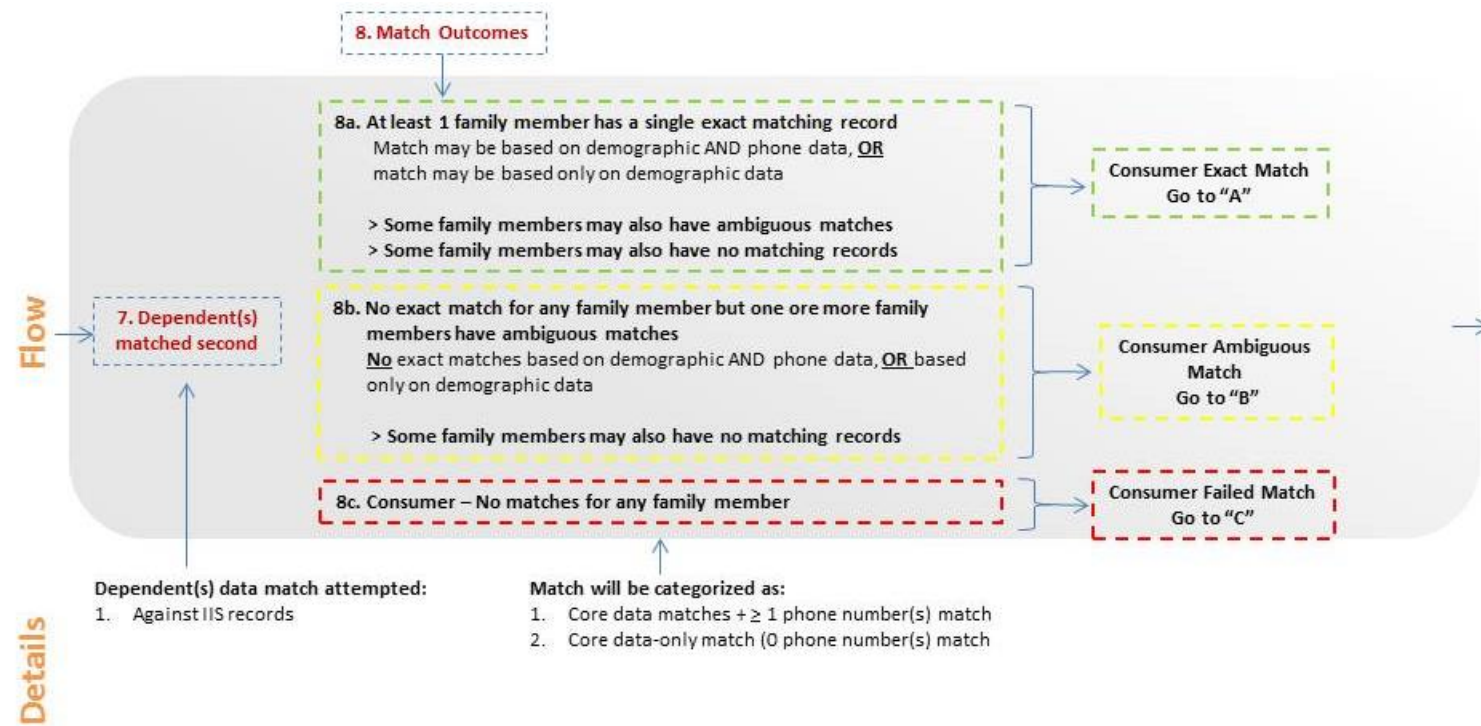 8. Match Outcomes
8a. At least 1 family member has a single exact matching record
Match may be based on demographic AND phone data, OR
match may be based only on demographic data
> Some family members may also have ambiguous matches
> Some family members may also have no matching records
Consumer Exact Match
Go to “A”
Flow
7. Dependent(s)
matched second
8b. No exact match for any family member but one ore more family
members have ambiguous matches
No exact matches based on demographic AND phone data, OR based
only on demographic data
> Some family members may also have no matching records
Consumer Ambiguous
Match
Go to “B”
8c. Consumer – No matches for any family member
Consumer Failed Match
Go to “C”
Details
Dependent(s) data match attempted:
1. Against IIS records
Match will be categorized as:
1. Core data matches + ≥ 1 phone number(s) match
2. Core data-only match (0 phone number(s) match